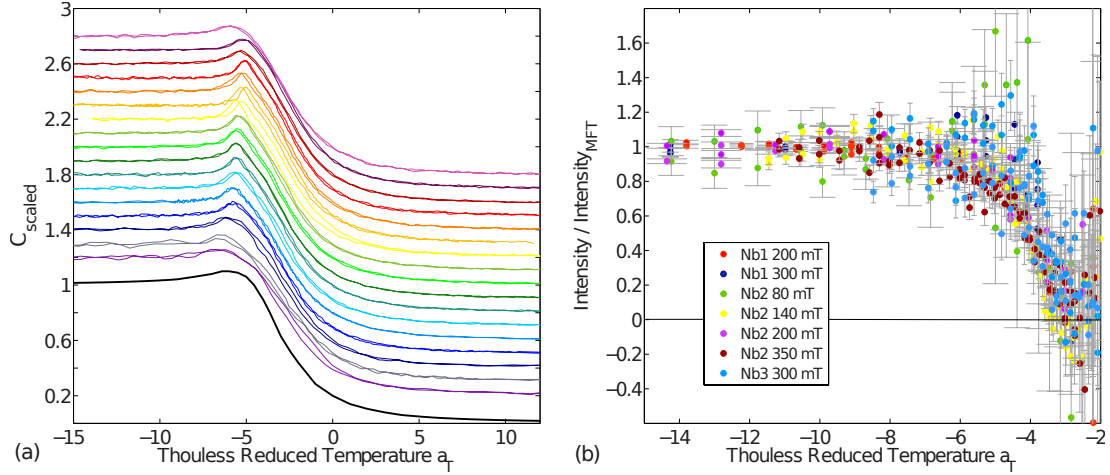 3
2.6
2.2
1.8
1.4
1
0.6
0.2
C_scaled
−15
−10
−5
0
5
10
(a)
Thouless Reduced Temperature a_T
1.6
1.4
1.2
1
0.8
0.6
0.4
0.2
0
−0.2
−0.4
Intensity / Intensity_MFT
Nb1 200 mT
Nb1 300 mT
Nb2 80 mT
Nb2 140 mT
Nb2 200 mT
Nb2 350 mT
Nb3 300 mT
−14
−12
−10
−8
−6
−4
−2
(b)
Thouless Reduced Temperature a_T